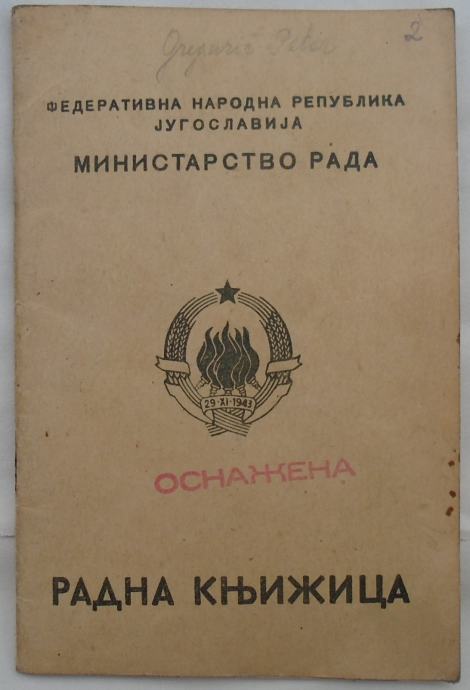 2
ФЕДЕРАТИВНА НАРОДНА РЕПУБЛИКА
ЈУГОСЛАВИЈА
МИНИСТАРСТВО РАДА
29·XI·1943
ОСНАЖЕНА
РАДНА КЊИЖИЦА